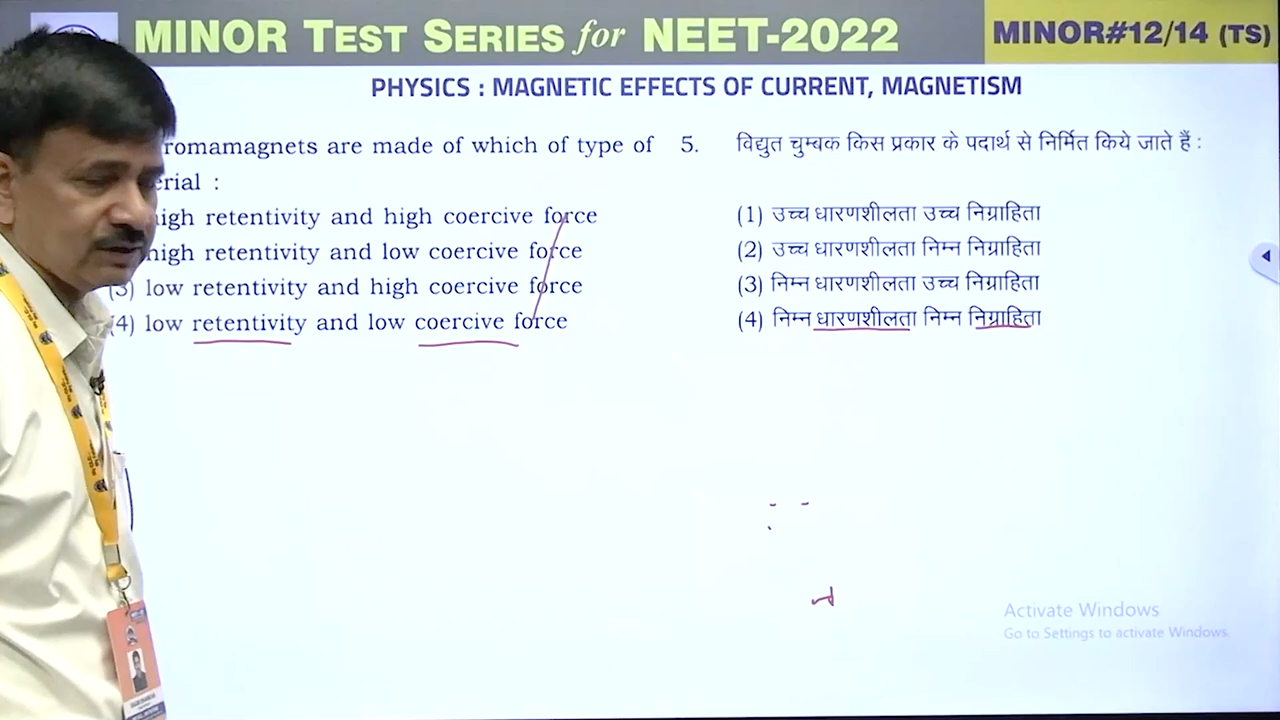 MINOR TEST SERIES for NEET-2022
MINOR#12/14 (TS)
PHYSICS : MAGNETIC EFFECTS OF CURRENT, MAGNETISM
romamagnets are made of which of type of
erial :
high retentivity and high coercive force
high retentivity and low coercive force
(3) low retentivity and high coercive force
(4) low retentivity and low coercive force
5. विद्युत चुम्बक किस प्रकार के पदार्थ से निर्मित किये जाते हैं :
(1) उच्च धारणशीलता उच्च निग्राहिता
(2) उच्च धारणशीलता निम्न निग्राहिता
(3) निम्न धारणशीलता उच्च निग्राहिता
(4) निम्न धारणशीलता निम्न निग्राहिता
Activate Windows
Go to Settings to activate Windows.